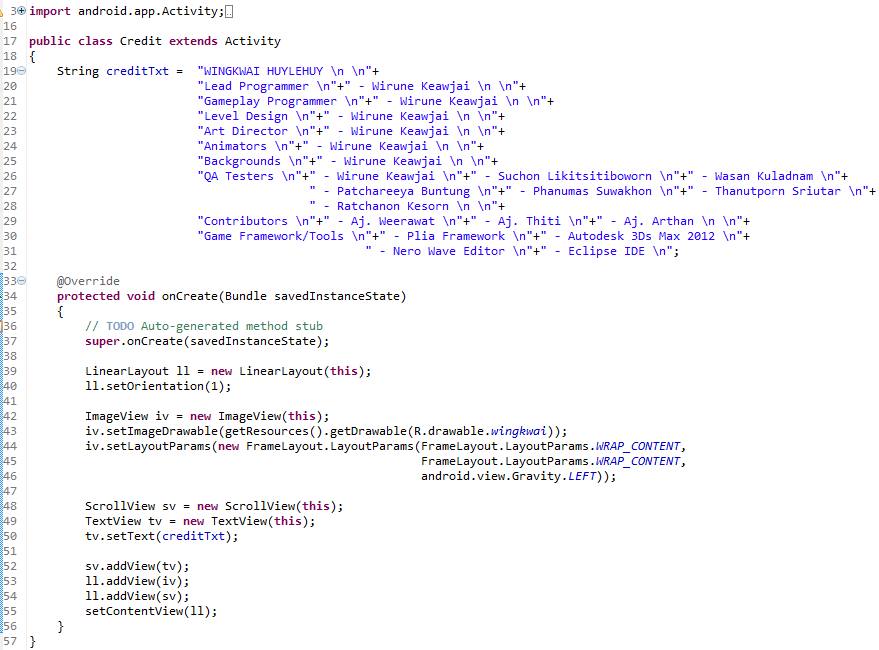 3 import android.app.Activity;
16
17 public class Credit extends Activity
18 {
19     String creditTxt =  "WINGKWAI HUYLEHUY \n \n"+
20                         "Lead Programmer \n"+" - Wirune Keawjai \n \n"+
21                         "Gameplay Programmer \n"+" - Wirune Keawjai \n \n"+
22                         "Level Design \n"+" - Wirune Keawjai \n \n"+
23                         "Art Director \n"+" - Wirune Keawjai \n \n"+
24                         "Animators \n"+" - Wirune Keawjai \n \n"+
25                         "Backgrounds \n"+" - Wirune Keawjai \n \n"+
26                         "QA Testers \n"+" - Wirune Keawjai \n"+" - Suchon Likitsitiboworn \n"+" - Wasan Kuladnam \n"+
27                                         " - Patchareeya Buntung \n"+" - Phanumas Suwakhon \n"+" - Thanutporn Sriutar \n"+
28                                         " - Ratchanon Kesorn \n \n"+
29                         "Contributors \n"+" - Aj. Weerawat \n"+" - Aj. Thiti \n"+" - Aj. Arthan \n \n"+
30                         "Game Framework/Tools \n"+" - Plia Framework \n"+" - Autodesk 3Ds Max 2012 \n"+
31                                                 " - Nero Wave Editor \n"+" - Eclipse IDE \n";
32
33     @Override
34     protected void onCreate(Bundle savedInstanceState)
35     {
36         // TODO Auto-generated method stub
37         super.onCreate(savedInstanceState);
38
39         LinearLayout ll = new LinearLayout(this);
40         ll.setOrientation(1);
41
42         ImageView iv = new ImageView(this);
43         iv.setImageDrawable(getResources().getDrawable(R.drawable.wingkwai));
44         iv.setLayoutParams(new FrameLayout.LayoutParams(FrameLayout.LayoutParams.WRAP_CONTENT,
45                                                         FrameLayout.LayoutParams.WRAP_CONTENT,
46                                                         android.view.Gravity.LEFT));
47
48         ScrollView sv = new ScrollView(this);
49         TextView tv = new TextView(this);
50         tv.setText(creditTxt);
51
52         sv.addView(tv);
53         ll.addView(iv);
54         ll.addView(sv);
55         setContentView(ll);
56     }
57 }